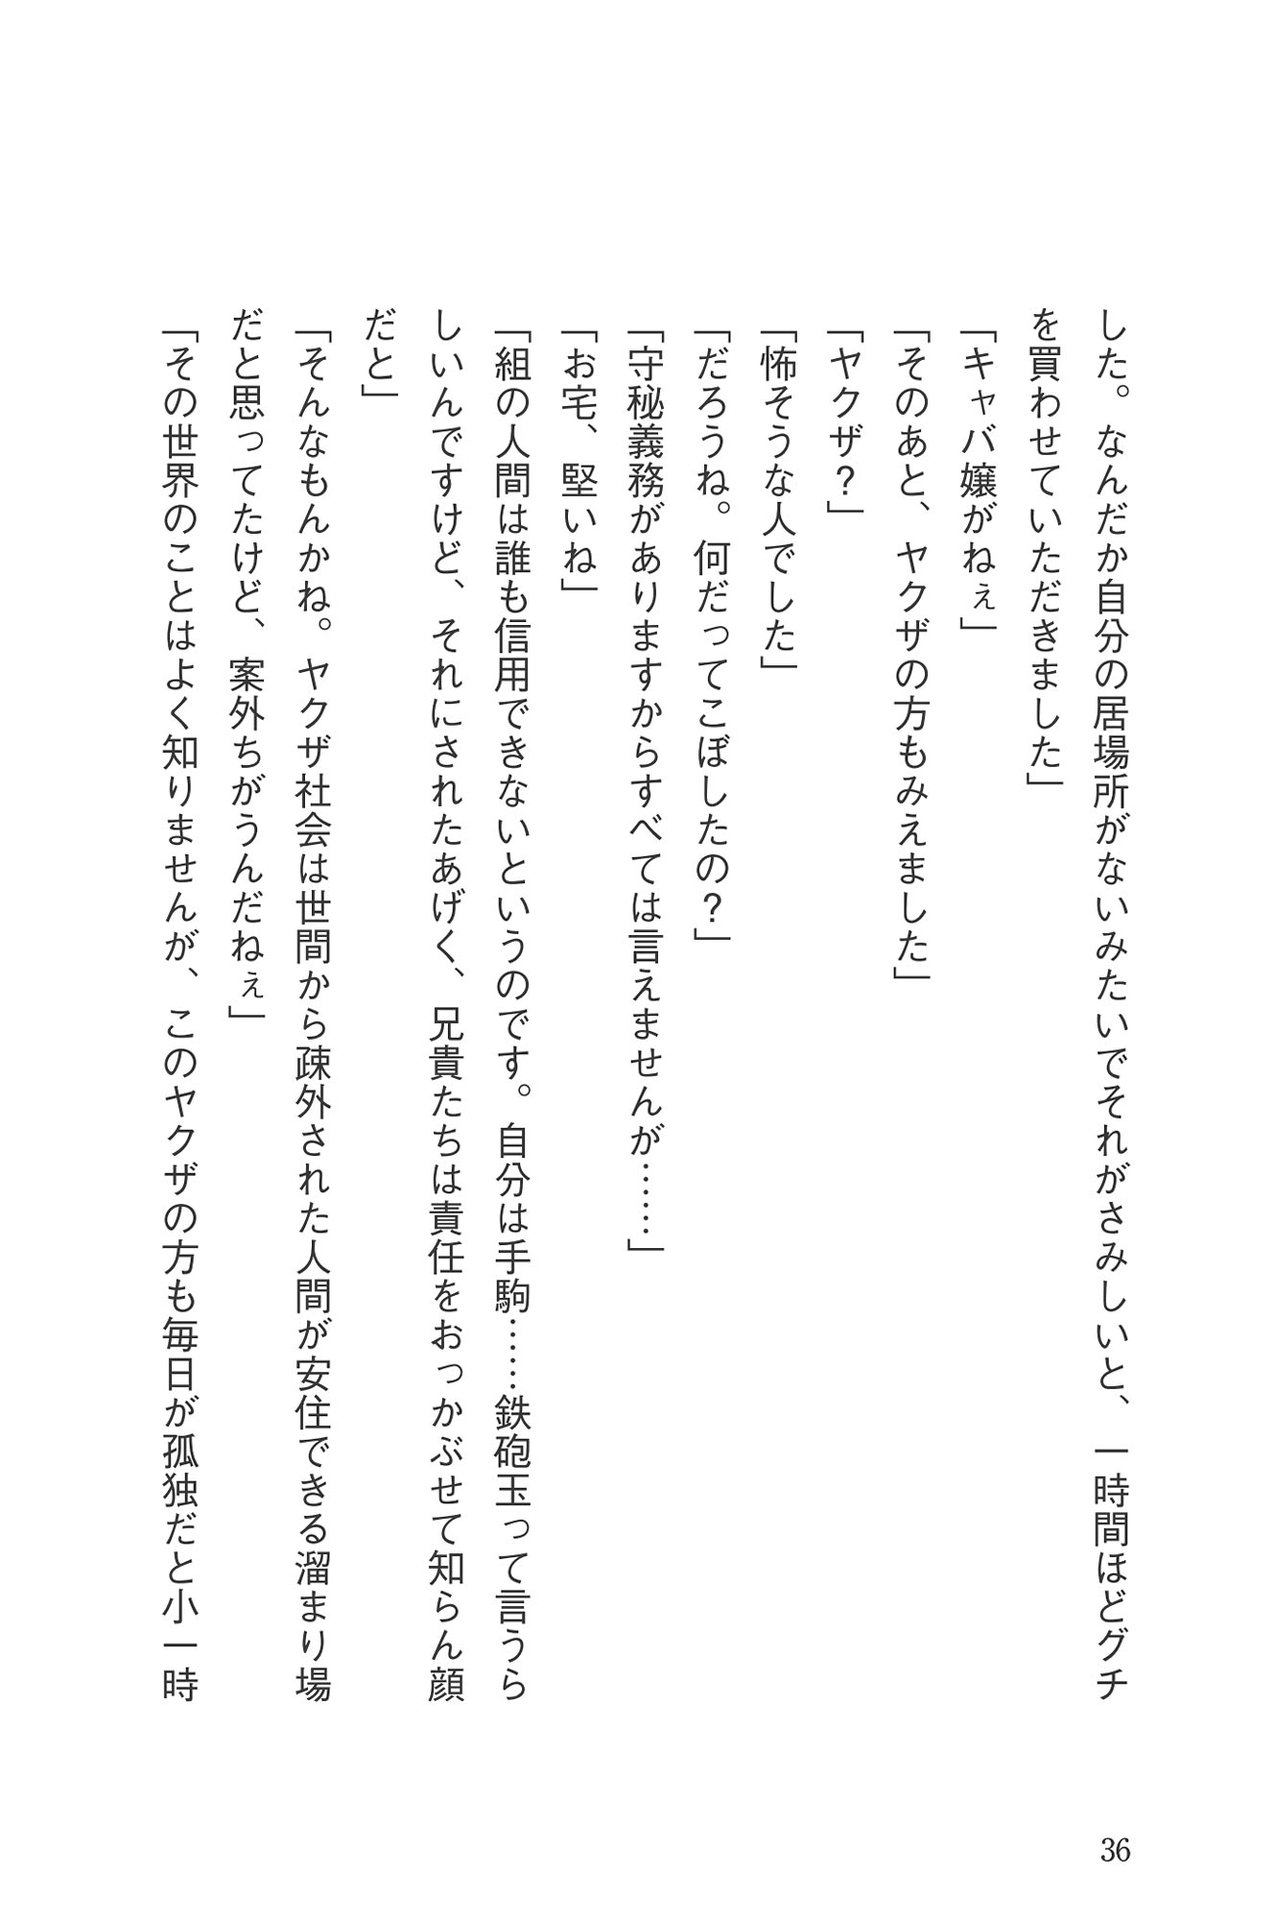 した。なんだか自分の居場所がないみたいでそれがさみしいと、一時間ほどグチ
を買わせていただきました」
「キャバ嬢がねぇ」
「そのあと、ヤクザの方もみえました」
「ヤクザ？」
「怖そうな人でした」
「だろうね。何だってこぼしたの？」
「守秘義務がありますからすべては言えませんが……」
「お宅、堅いね」
「組の人間は誰も信用できないというのです。自分は手駒……鉄砲玉って言うら
しいんですけど、それにされたあげく、兄貴たちは責任をおっかぶせて知らん顔
だと」
「そんなもんかね。ヤクザ社会は世間から疎外された人間が安住できる溜まり場
だと思ってたけど、案外ちがうんだねぇ」
「その世界のことはよく知りませんが、このヤクザの方も毎日が孤独だと小一時
36